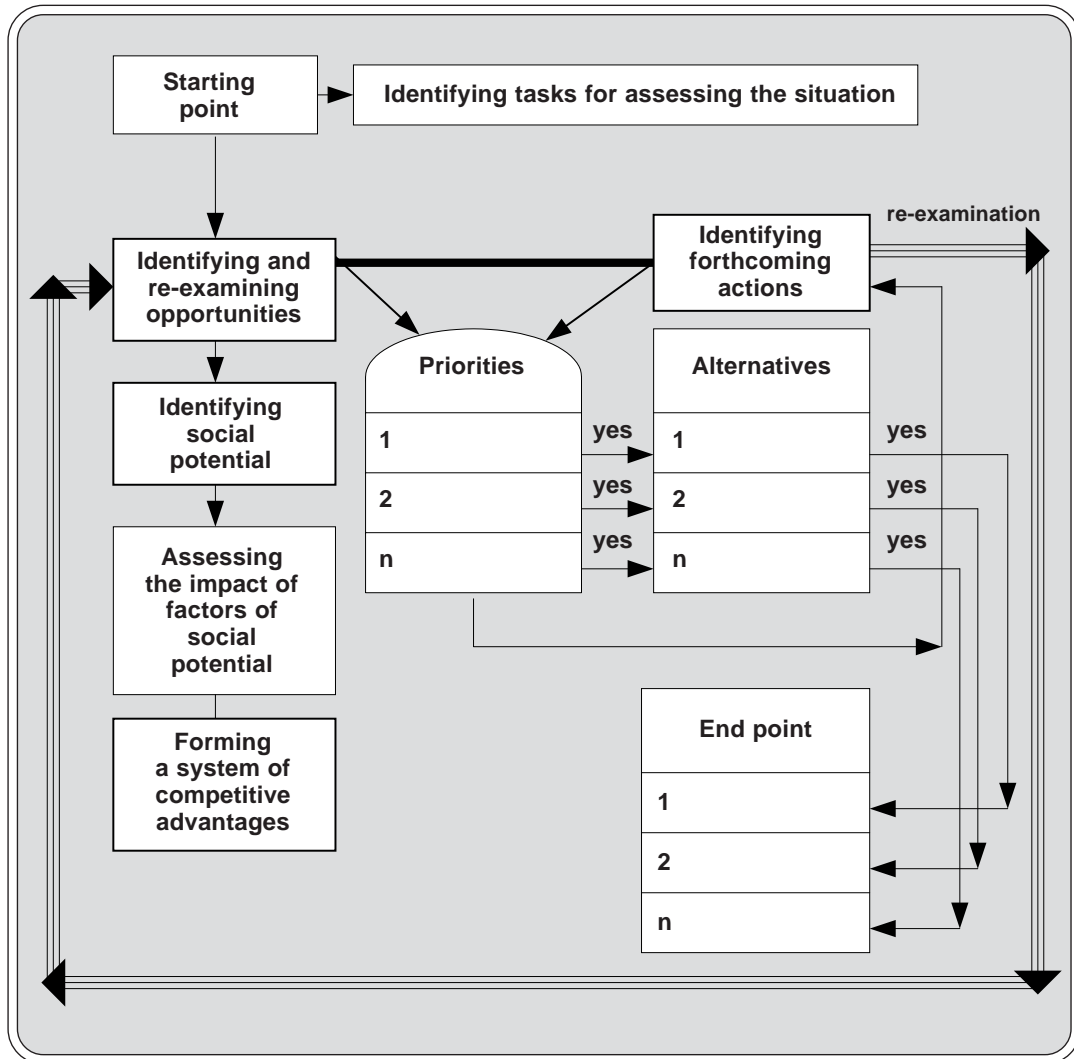 Starting
point
Identifying tasks for assessing the situation
re-examination
Identifying and
re-examining
opportunities
Identifying
forthcoming
actions
Identifying
social
potential
Assessing
the impact of
factors of
social
potential
Forming
a system of
competitive
advantages
Priorities
1
2
n
yes
yes
yes
Alternatives
1
2
n
yes
yes
yes
End point
1
2
n